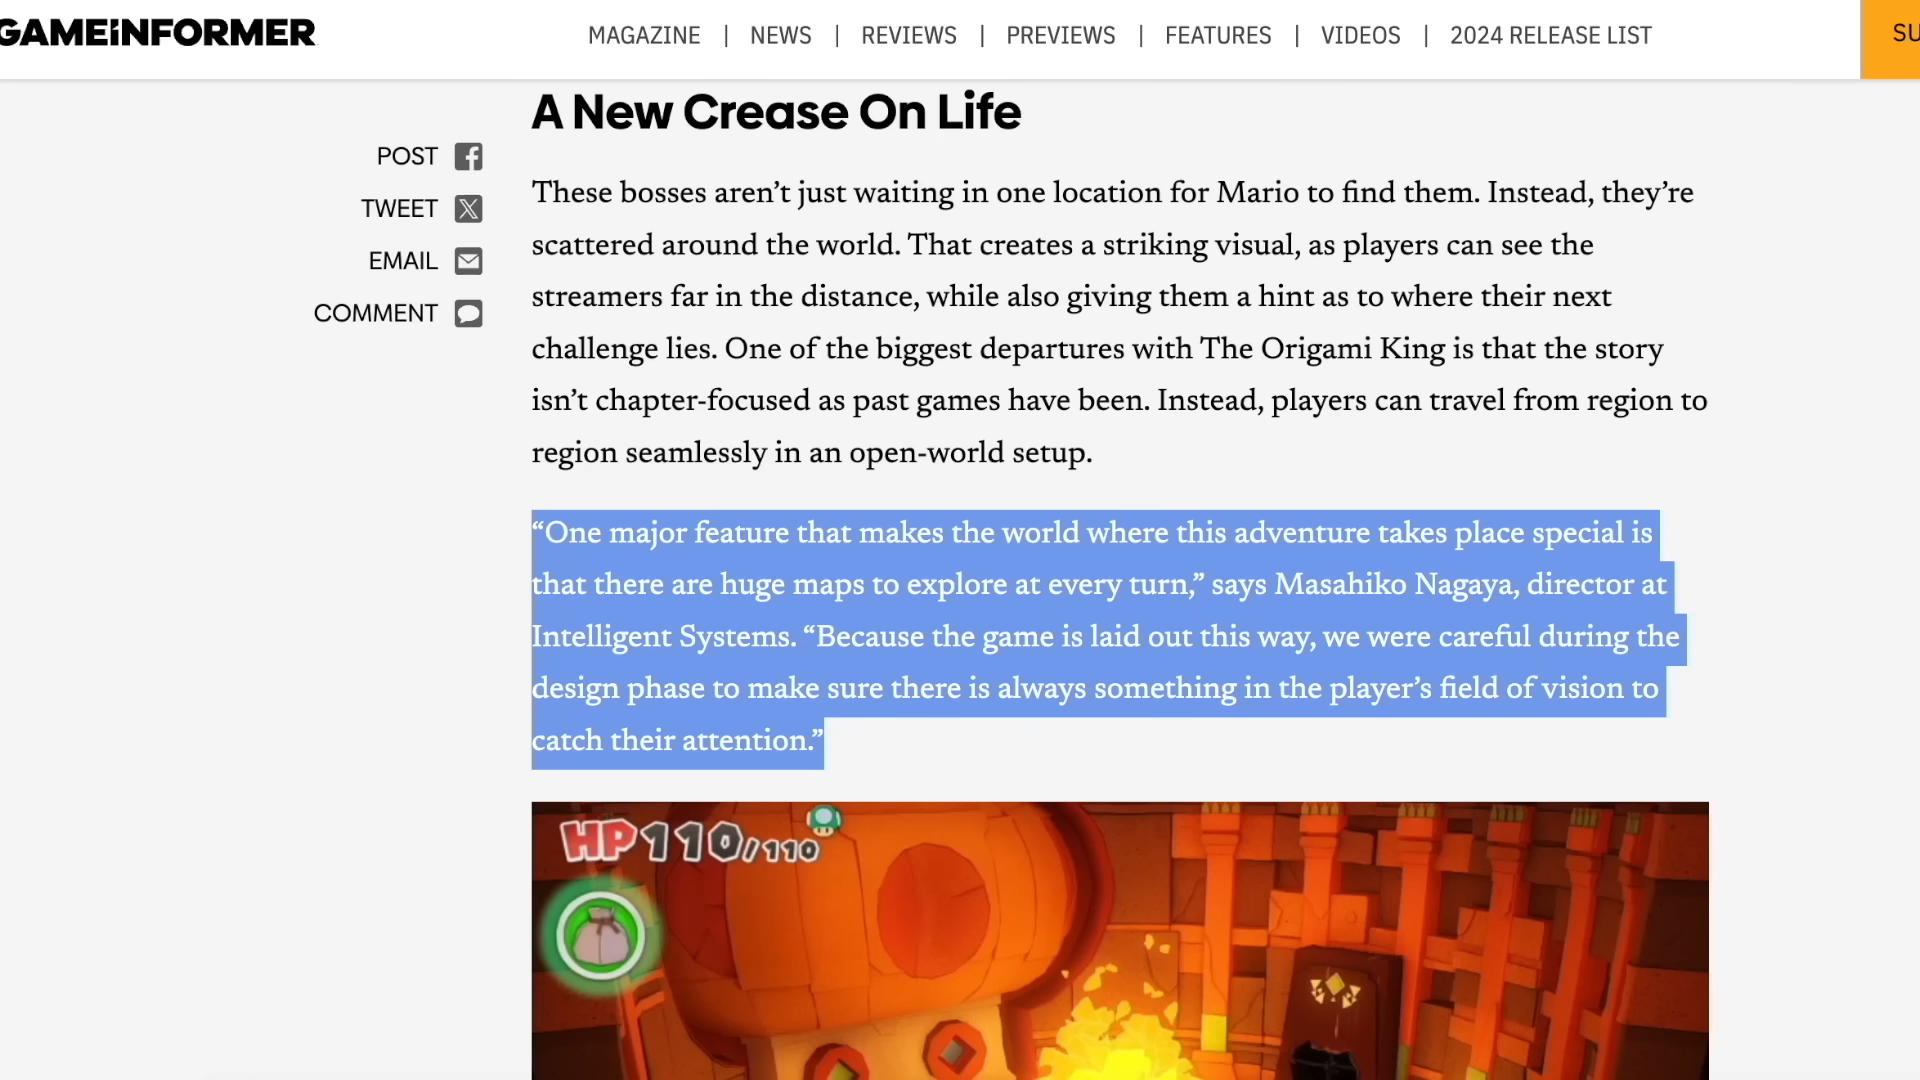 GAMEINFORMER
MAGAZINE | NEWS | REVIEWS | PREVIEWS | FEATURES | VIDEOS | 2024 RELEASE LIST
SU
A New Crease On Life
POST
TWEET
EMAIL
COMMENT
These bosses aren’t just waiting in one location for Mario to find them. Instead, they’re
scattered around the world. That creates a striking visual, as players can see the
streamers far in the distance, while also giving them a hint as to where their next
challenge lies. One of the biggest departures with The Origami King is that the story
isn’t chapter-focused as past games have been. Instead, players can travel from region to
region seamlessly in an open-world setup.
“One major feature that makes the world where this adventure takes place special is
that there are huge maps to explore at every turn,” says Masahiko Nagaya, director at
Intelligent Systems. “Because the game is laid out this way, we were careful during the
design phase to make sure there is always something in the player’s field of vision to
catch their attention.”
HP 110/110